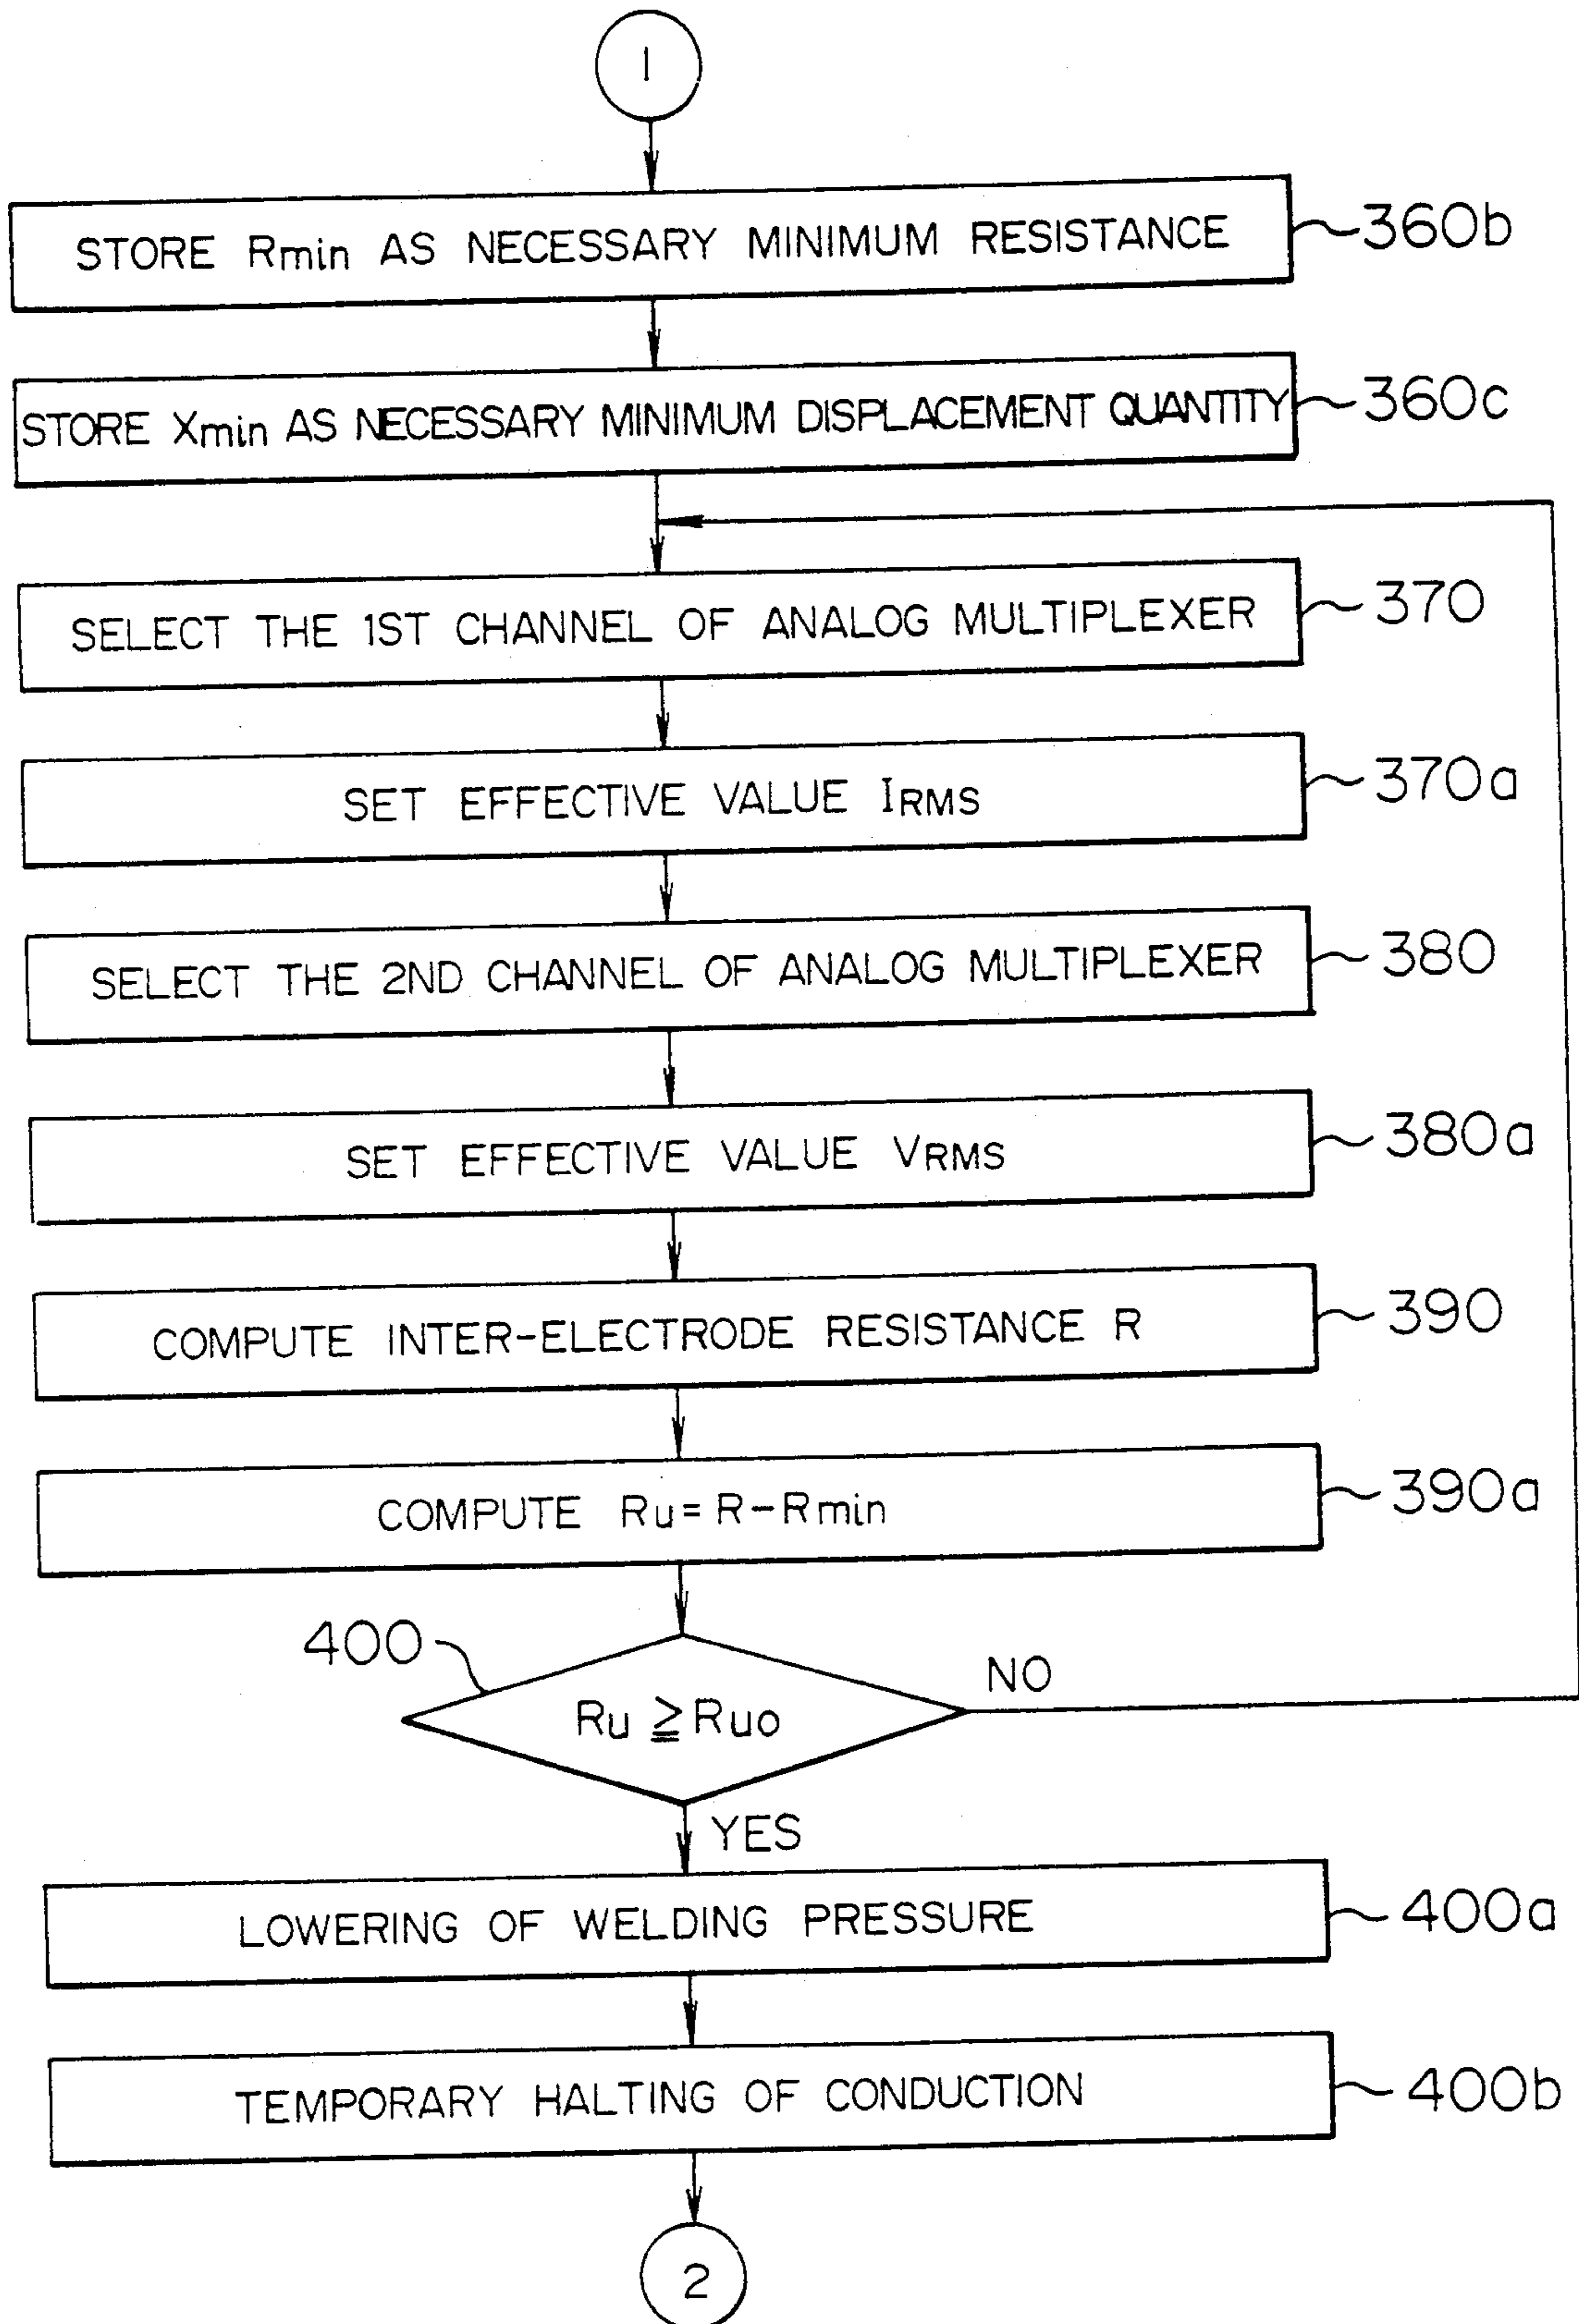 1
STORE Rmin AS NECESSARY MINIMUM RESISTANCE
360b
STORE Xmin AS NECESSARY MINIMUM DISPLACEMENT QUANTITY
360c
SELECT THE 1ST CHANNEL OF ANALOG MULTIPLEXER
370
SET EFFECTIVE VALUE IRMS
370a
SELECT THE 2ND CHANNEL OF ANALOG MULTIPLEXER
380
SET EFFECTIVE VALUE VRMS
380a
COMPUTE INTER-ELECTRODE RESISTANCE R
390
COMPUTE Ru=R-Rmin
390a
400
Ru ≧ Ruo
NO
YES
LOWERING OF WELDING PRESSURE
400a
TEMPORARY HALTING OF CONDUCTION
400b
2